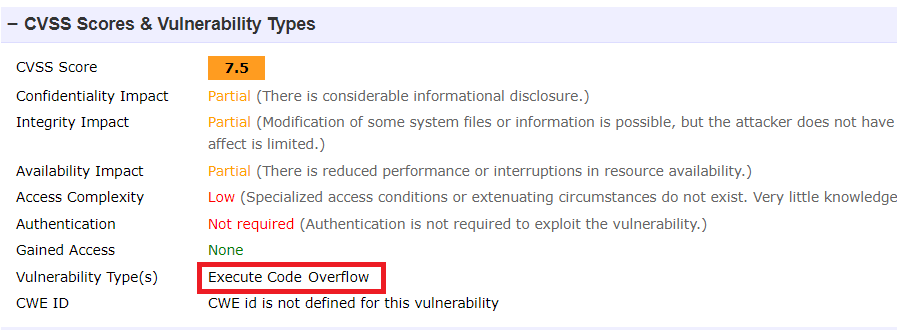 − CVSS Scores & Vulnerability Types
CVSS Score 7.5
Confidentiality Impact Partial (There is considerable informational disclosure.)
Integrity Impact Partial (Modification of some system files or information is possible, but the attacker does not have
affect is limited.)
Availability Impact Partial (There is reduced performance or interruptions in resource availability.)
Access Complexity Low (Specialized access conditions or extenuating circumstances do not exist. Very little knowledge
Authentication Not required (Authentication is not required to exploit the vulnerability.)
Gained Access None
Vulnerability Type(s) Execute Code Overflow
CWE ID CWE id is not defined for this vulnerability